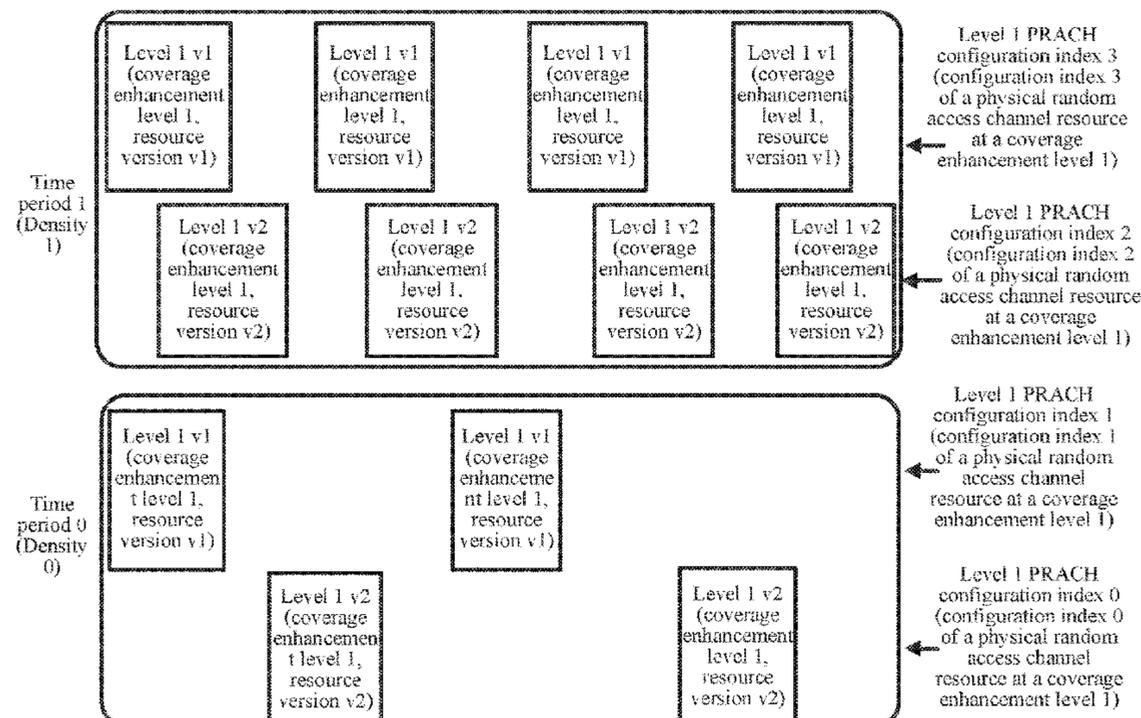 Time
period 1
(Density
1)
Level 1 v1
(coverage
enhancement
level 1,
resource
version v1)
Level 1 v1
(coverage
enhancement
level 1,
resource
version v1)
Level 1 v1
(coverage
enhancement
level 1,
resource
version v1)
Level 1 v1
(coverage
enhancement
level 1,
resource
version v1)
Level 1 PRACH
configuration index 3
(configuration index 3
of a physical random
access channel resource
at a coverage
enhancement level 1)
Level 1 v2
(coverage
enhancement
level 1,
resource
version v2)
Level 1 v2
(coverage
enhancement
level 1,
resource
version v2)
Level 1 v2
(coverage
enhancement
level 1,
resource
version v2)
Level 1 v2
(coverage
enhancement
level 1,
resource
version v2)
Level 1 PRACH
configuration index 2
(configuration index 2
of a physical random
access channel resource
at a coverage
enhancement level 1)
Time
period 0
(Density
0)
Level 1 v1
(coverage
enhancemen
t level 1,
resource
version v1)
Level 1 v1
(coverage
enhanceme
nt level 1,
resource
version v1)
Level 1 PRACH
configuration index 1
(configuration index 1
of a physical random
access channel
resource at a coverage
enhancement level 1)
Level 1 v2
(coverage
enhancemen
t level 1,
resource
version v2)
Level 1 v2
(coverage
enhancement
level 1,
resource
version v2)
Level 1 PRACH
configuration index 0
(configuration index 0
of a physical random
access channel
resource at a coverage
enhancement level 1)